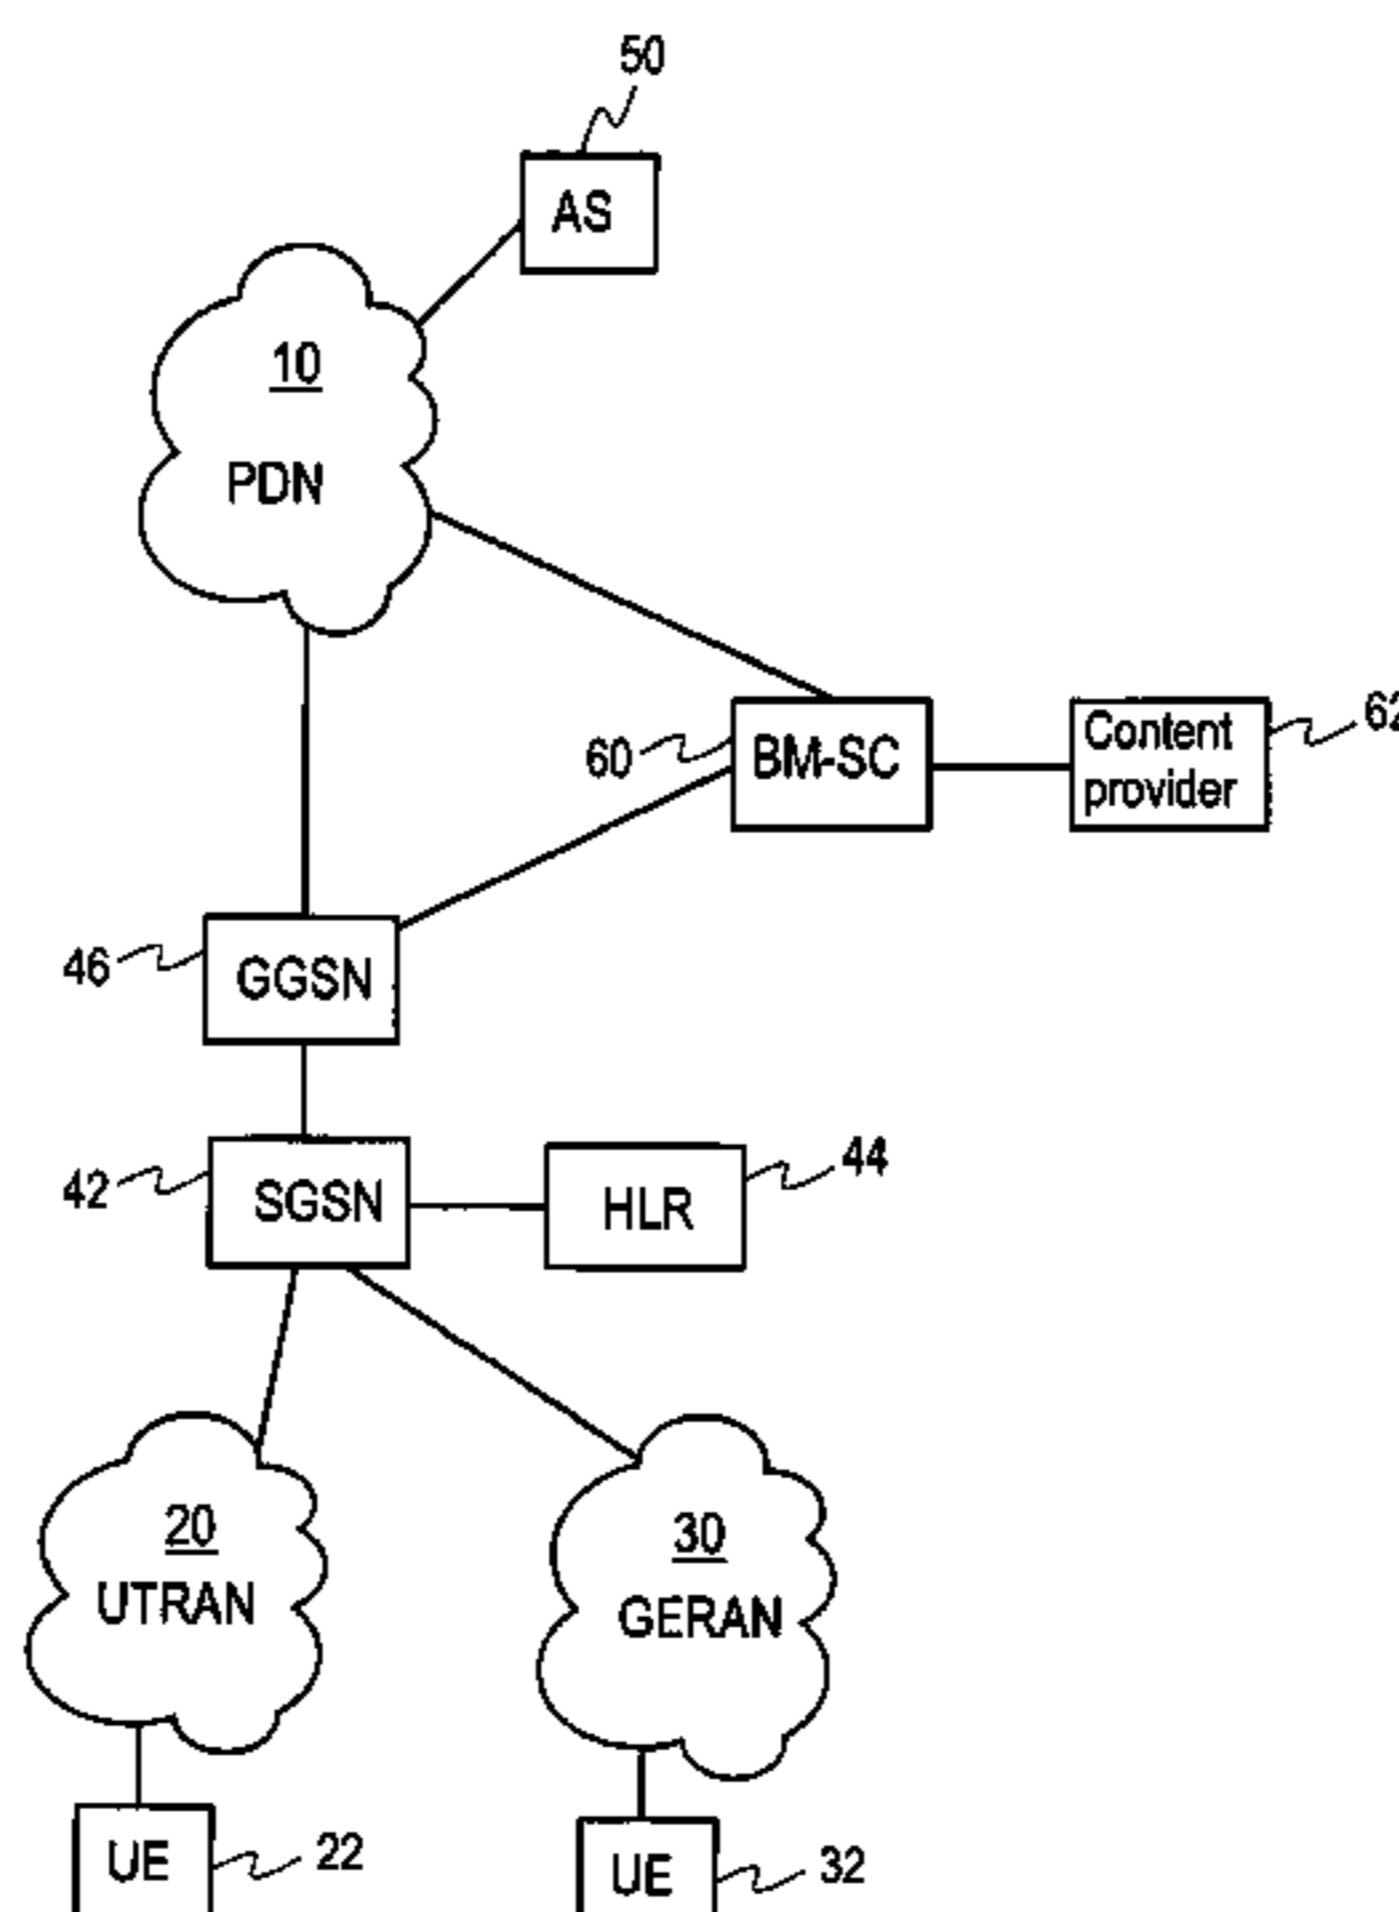 50
AS
10
PDN
60
BM-SC
Content
provider
62
46
GGSN
42
SGSN
HLR
44
20
UTRAN
30
GERAN
UE
22
UE
32